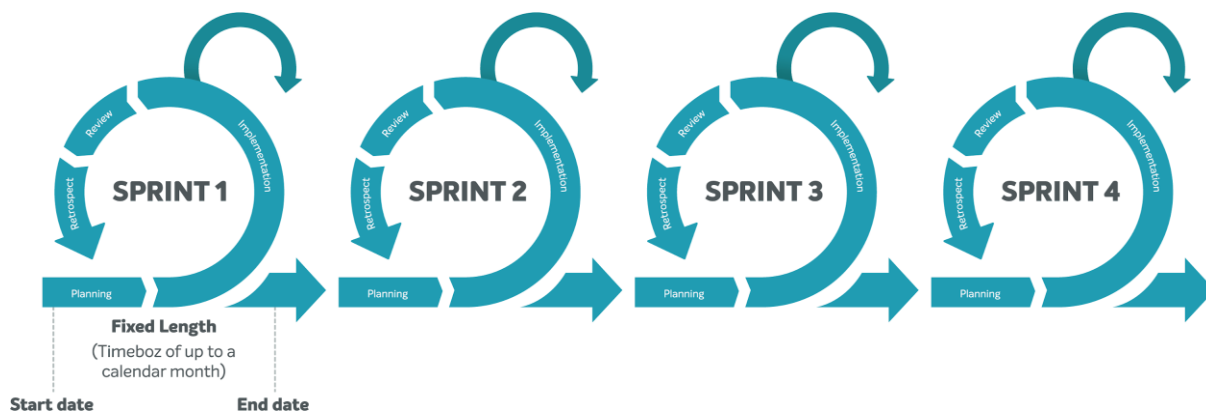 Review
Implementation
Retrospect
SPRINT 1
Planning
Review
Implementation
Retrospect
SPRINT 2
Planning
Review
Implementation
Retrospect
SPRINT 3
Planning
Review
Implementation
Retrospect
SPRINT 4
Planning
Fixed Length
(Timeboz of up to a
calendar month)
Start date
End date